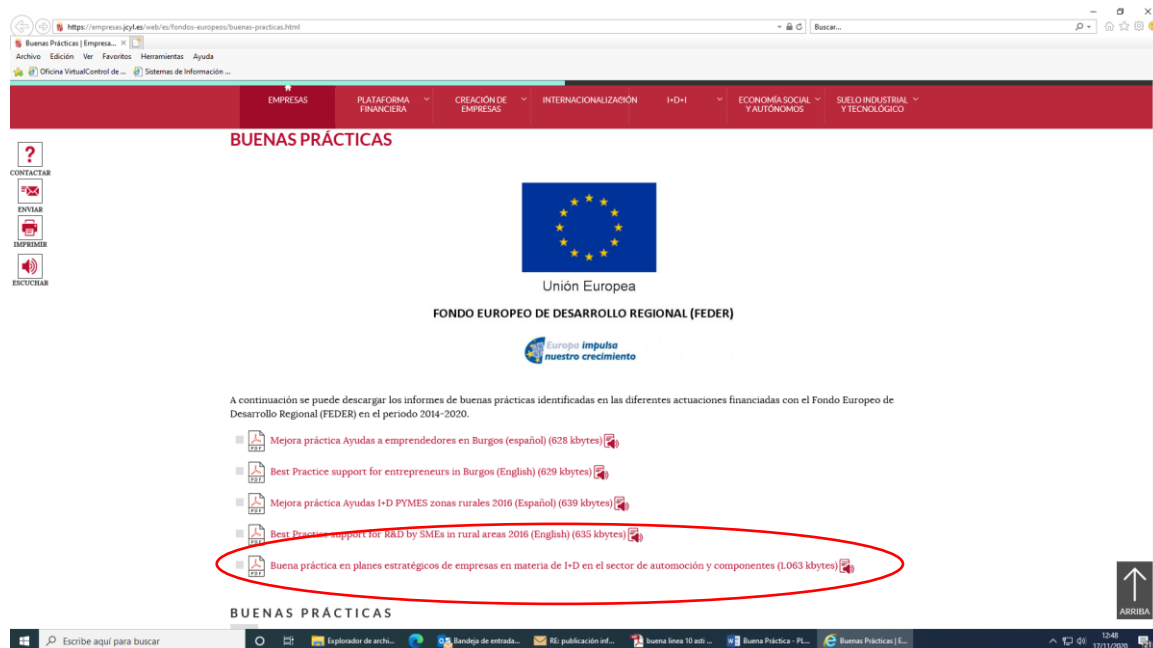 https://empresas.jcyl.es/web/es/fondos-europeos/buenas-practicas.html
Buscar...
Buenas Prácticas | Empresa...
Archivo Edición Ver Favoritos Herramientas Ayuda
Oficina VirtualControl de ... Sistemas de Información ...
EMPRESAS
PLATAFORMA FINANCIERA
CREACIÓN DE EMPRESAS
INTERNACIONALIZACIÓN
I+D+I
ECONOMÍA SOCIAL Y AUTÓNOMOS
SUELO INDUSTRIAL Y TECNOLÓGICO
BUENAS PRÁCTICAS
CONTACTAR
ENVIAR
IMPRIMIR
ESCUCHAR
Unión Europea
FONDO EUROPEO DE DESARROLLO REGIONAL (FEDER)
Europa impulsa
nuestro crecimiento
A continuación se puede descargar los informes de buenas prácticas identificadas en las diferentes actuaciones financiadas con el Fondo Europeo de
Desarrollo Regional (FEDER) en el periodo 2014-2020.
PDF Mejora práctica Ayudas a emprendedores en Burgos (español) (628 kbytes)
PDF Best Practice support for entrepreneurs in Burgos (English) (629 kbytes)
PDF Mejora práctica Ayudas I+D PYMES zonas rurales 2016 (Español) (639 kbytes)
PDF Best Practice support for R&D by SMEs in rural areas 2016 (English) (635 kbytes)
PDF Buena práctica en planes estratégicos de empresas en materia de I+D en el sector de automoción y componentes (1.063 kbytes)
ARRIBA
BUENAS PRÁCTICAS
Escribe aquí para buscar
Explorador de archi...
Bandeja de entrada...
RE: publicación inf...
buena linea 10 asti ...
Buena Práctica - PL...
Buenas Prácticas | E...
12:48
17/11/2020
21